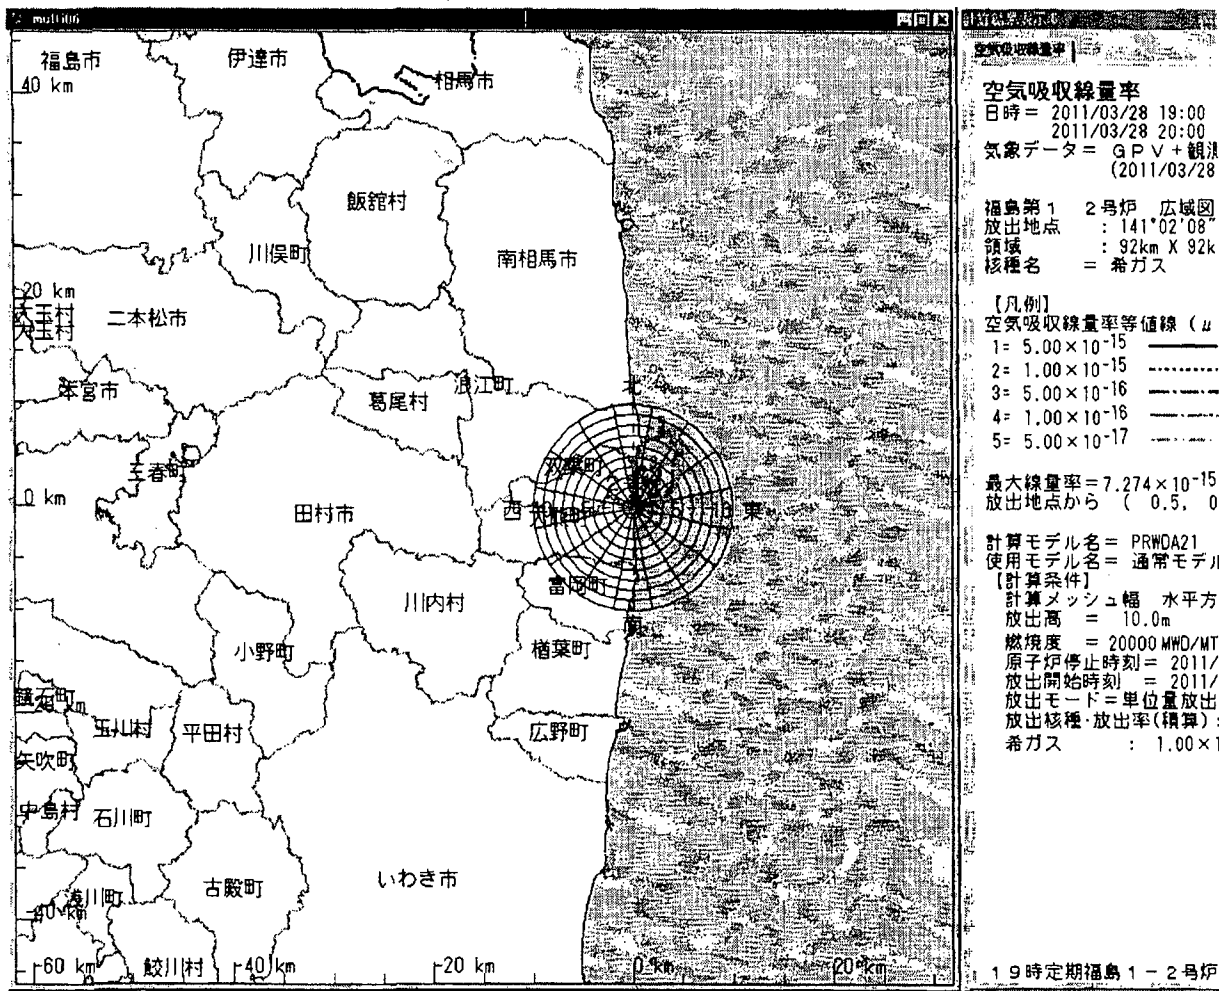 福島市
伊達市
相馬市
40 km
飯舘村
川俣町
南相馬市
20 km
大玉村
大玉村
二本松市
本宮市
葛尾村
浪江町
北
三春町
双葉町
0 km
田村市
西
東
富岡町
川内村
南
小野町
楢葉町
鏡石町
玉川村
平田村
広野町
矢吹町
中島村
石川町
いわき市
浅川町
古殿町
-40 km
鮫川村
-60 km
-40 km
-20 km
0 km
20 km
空気吸収線量率
空気吸収線量率
日時= 2011/03/28 19:00
2011/03/28 20:00
気象データ= GPV+観測
(2011/03/28
福島第1 2号炉 広域図
放出地点 : 141°02'08"
領域 : 92km X 92k
核種名 = 希ガス
【凡例】
空気吸収線量率等値線 (μ
1= 5.00×10⁻¹⁵
2= 1.00×10⁻¹⁵
3= 5.00×10⁻¹⁶
4= 1.00×10⁻¹⁶
5= 5.00×10⁻¹⁷
最大線量率=7.274×10⁻¹⁵
放出地点から ( 0.5, 0
計算モデル名= PRWDA21
使用モデル名= 通常モデル
【計算条件】
計算メッシュ幅 水平方
放出高 = 10.0m
燃焼度 = 20000MWD/MT
原子炉停止時刻= 2011/
放出開始時刻 = 2011/
放出モード=単位量放出
放出核種・放出率(積算):
希ガス : 1.00×1
19時定期福島1-2号炉